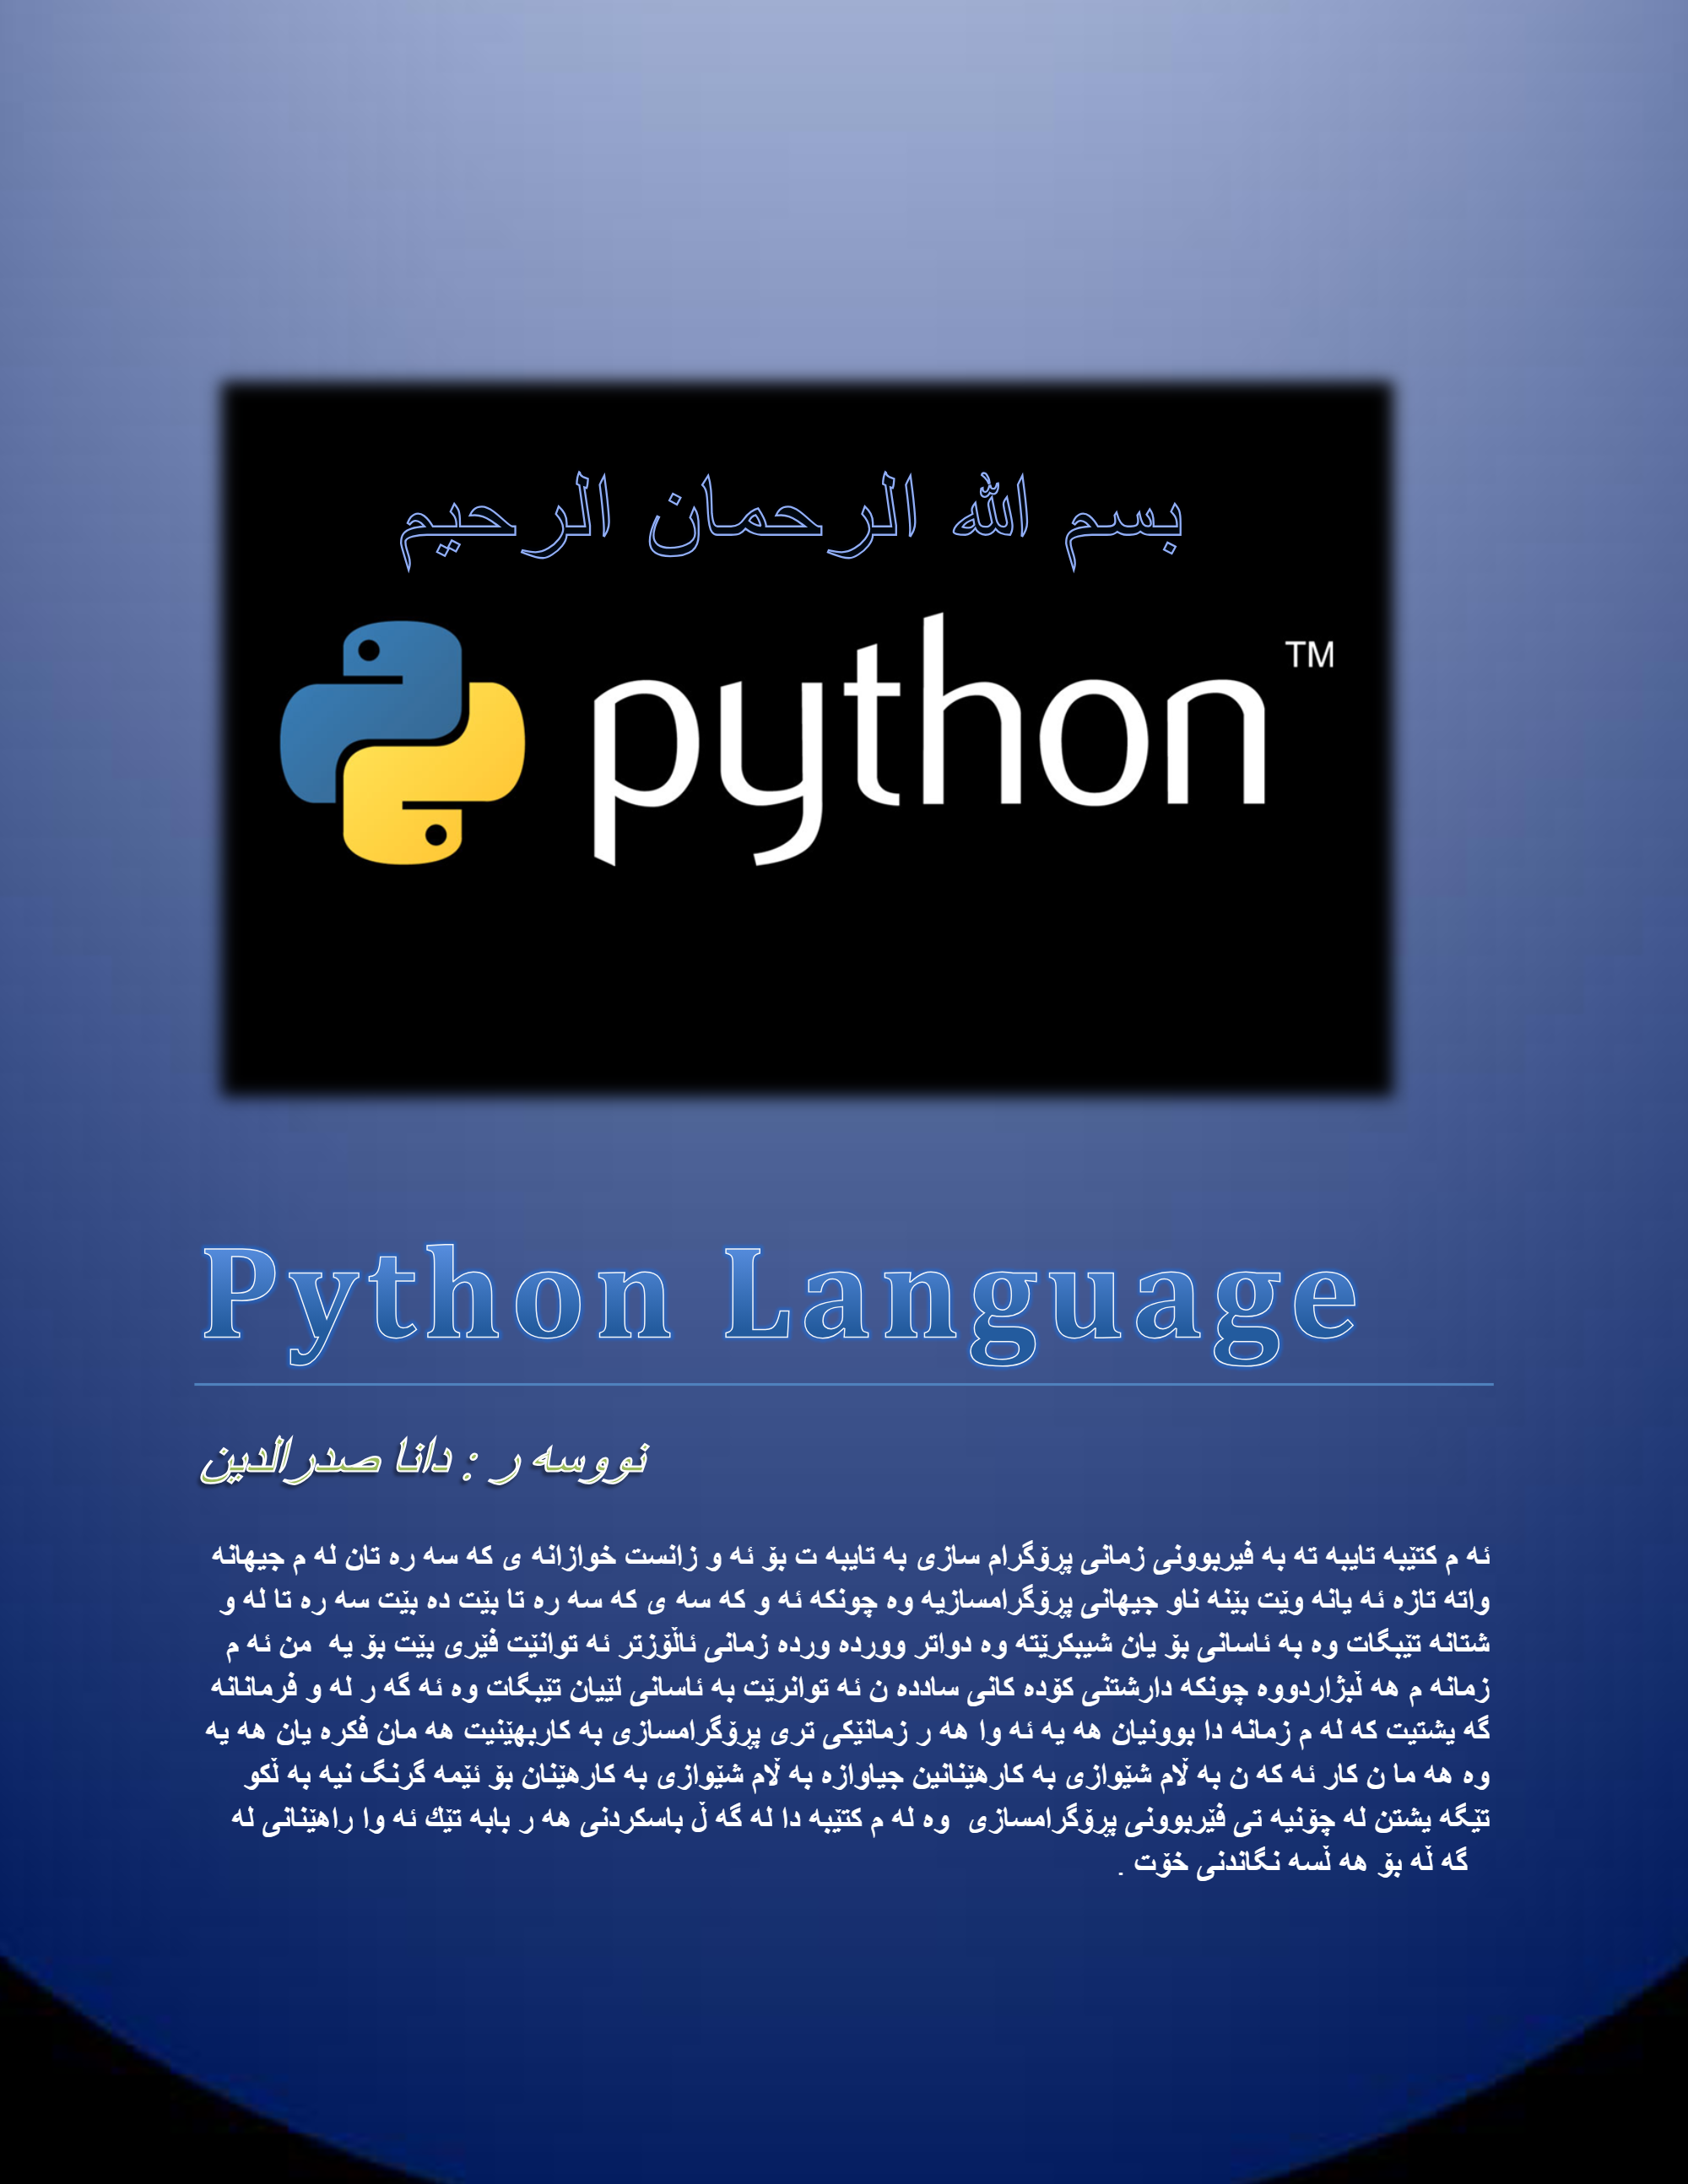 بسم الله الرحمان الرحيم
python TM
Python Language
نووسه ر : دانا صدرالدين
ئه م كتێبه تايبه ته به فيربوونى زمانى پرۆگرام سازى به تايبه ت بۆ ئه و زانست خوازانه ى كه سه ره تان له م جيهانه
واته تازه ئه يانه وێت بێنه ناو جيهانى پرۆگرامسازيه وه چونكه ئه و كه سه ى كه سه ره تا بێت ده بێت سه ره تا له و
شتانه تێبگات وه به ئاسانى بۆ يان شيبكرێته وه دواتر وورده ورده زمانى ئاڵۆزتر ئه توانێت فێرى بێت بۆ يه من ئه م
زمانه م هه ڵبژاردووه چونكه دارشتنى كۆده كانى سادده ن ئه توانرێت به ئاسانى لێيان تێبگات وه ئه گه ر له و فرمانانه
گه يشتيت كه له م زمانه دا بوونيان هه يه ئه وا هه ر زمانێكى ترى پرۆگرامسازى به كاربهێنيت هه مان فكره يان هه يه
وه هه ما ن كار ئه كه ن به ڵام شێوازى به كارهێنانين جياوازه به ڵام شێوازى به كارهێنان بۆ ئێمه گرنگ نيه به ڵكو
تێگه يشتن له چۆنيه تى فێربوونى پرۆگرامسازى وه له م كتێبه دا له گه ڵ باسكردنى هه ر بابه تێك ئه وا راهێنانى له
گه ڵه بۆ هه ڵسه نگاندنى خۆت .